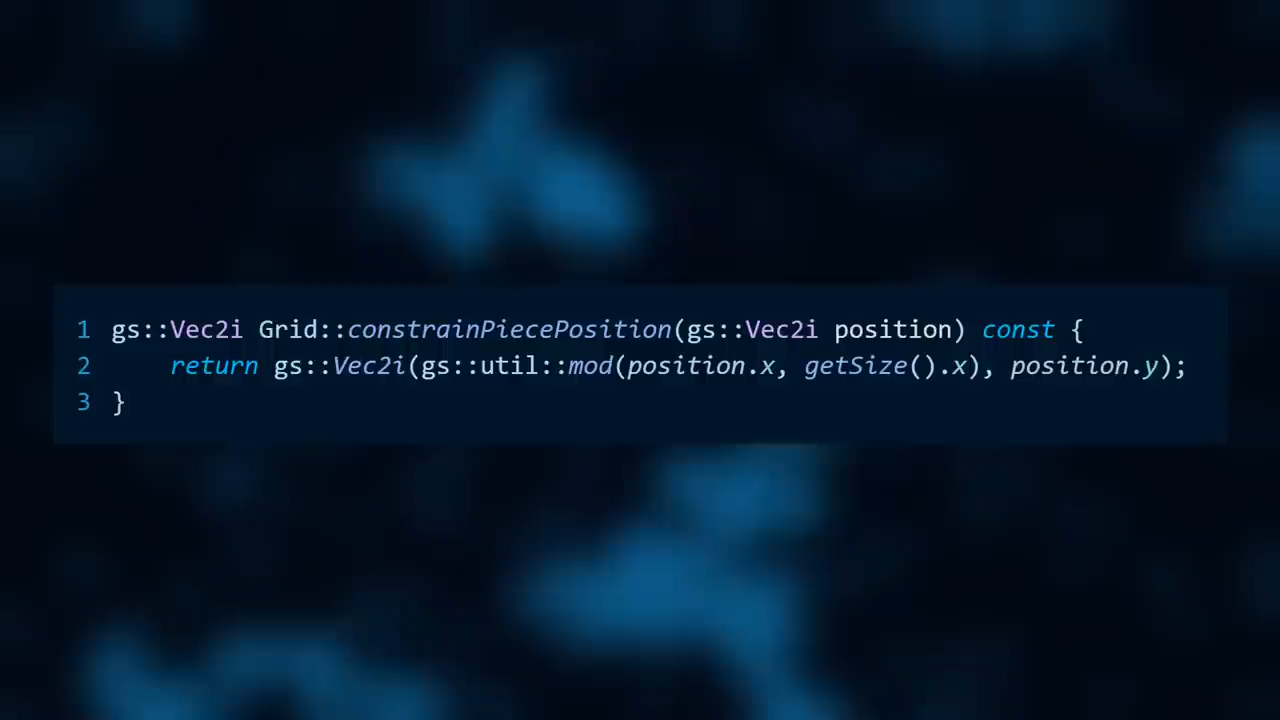 1 gs::Vec2i Grid::constrainPiecePosition(gs::Vec2i position) const {
2     return gs::Vec2i(gs::util::mod(position.x, getSize().x), position.y);
3 }